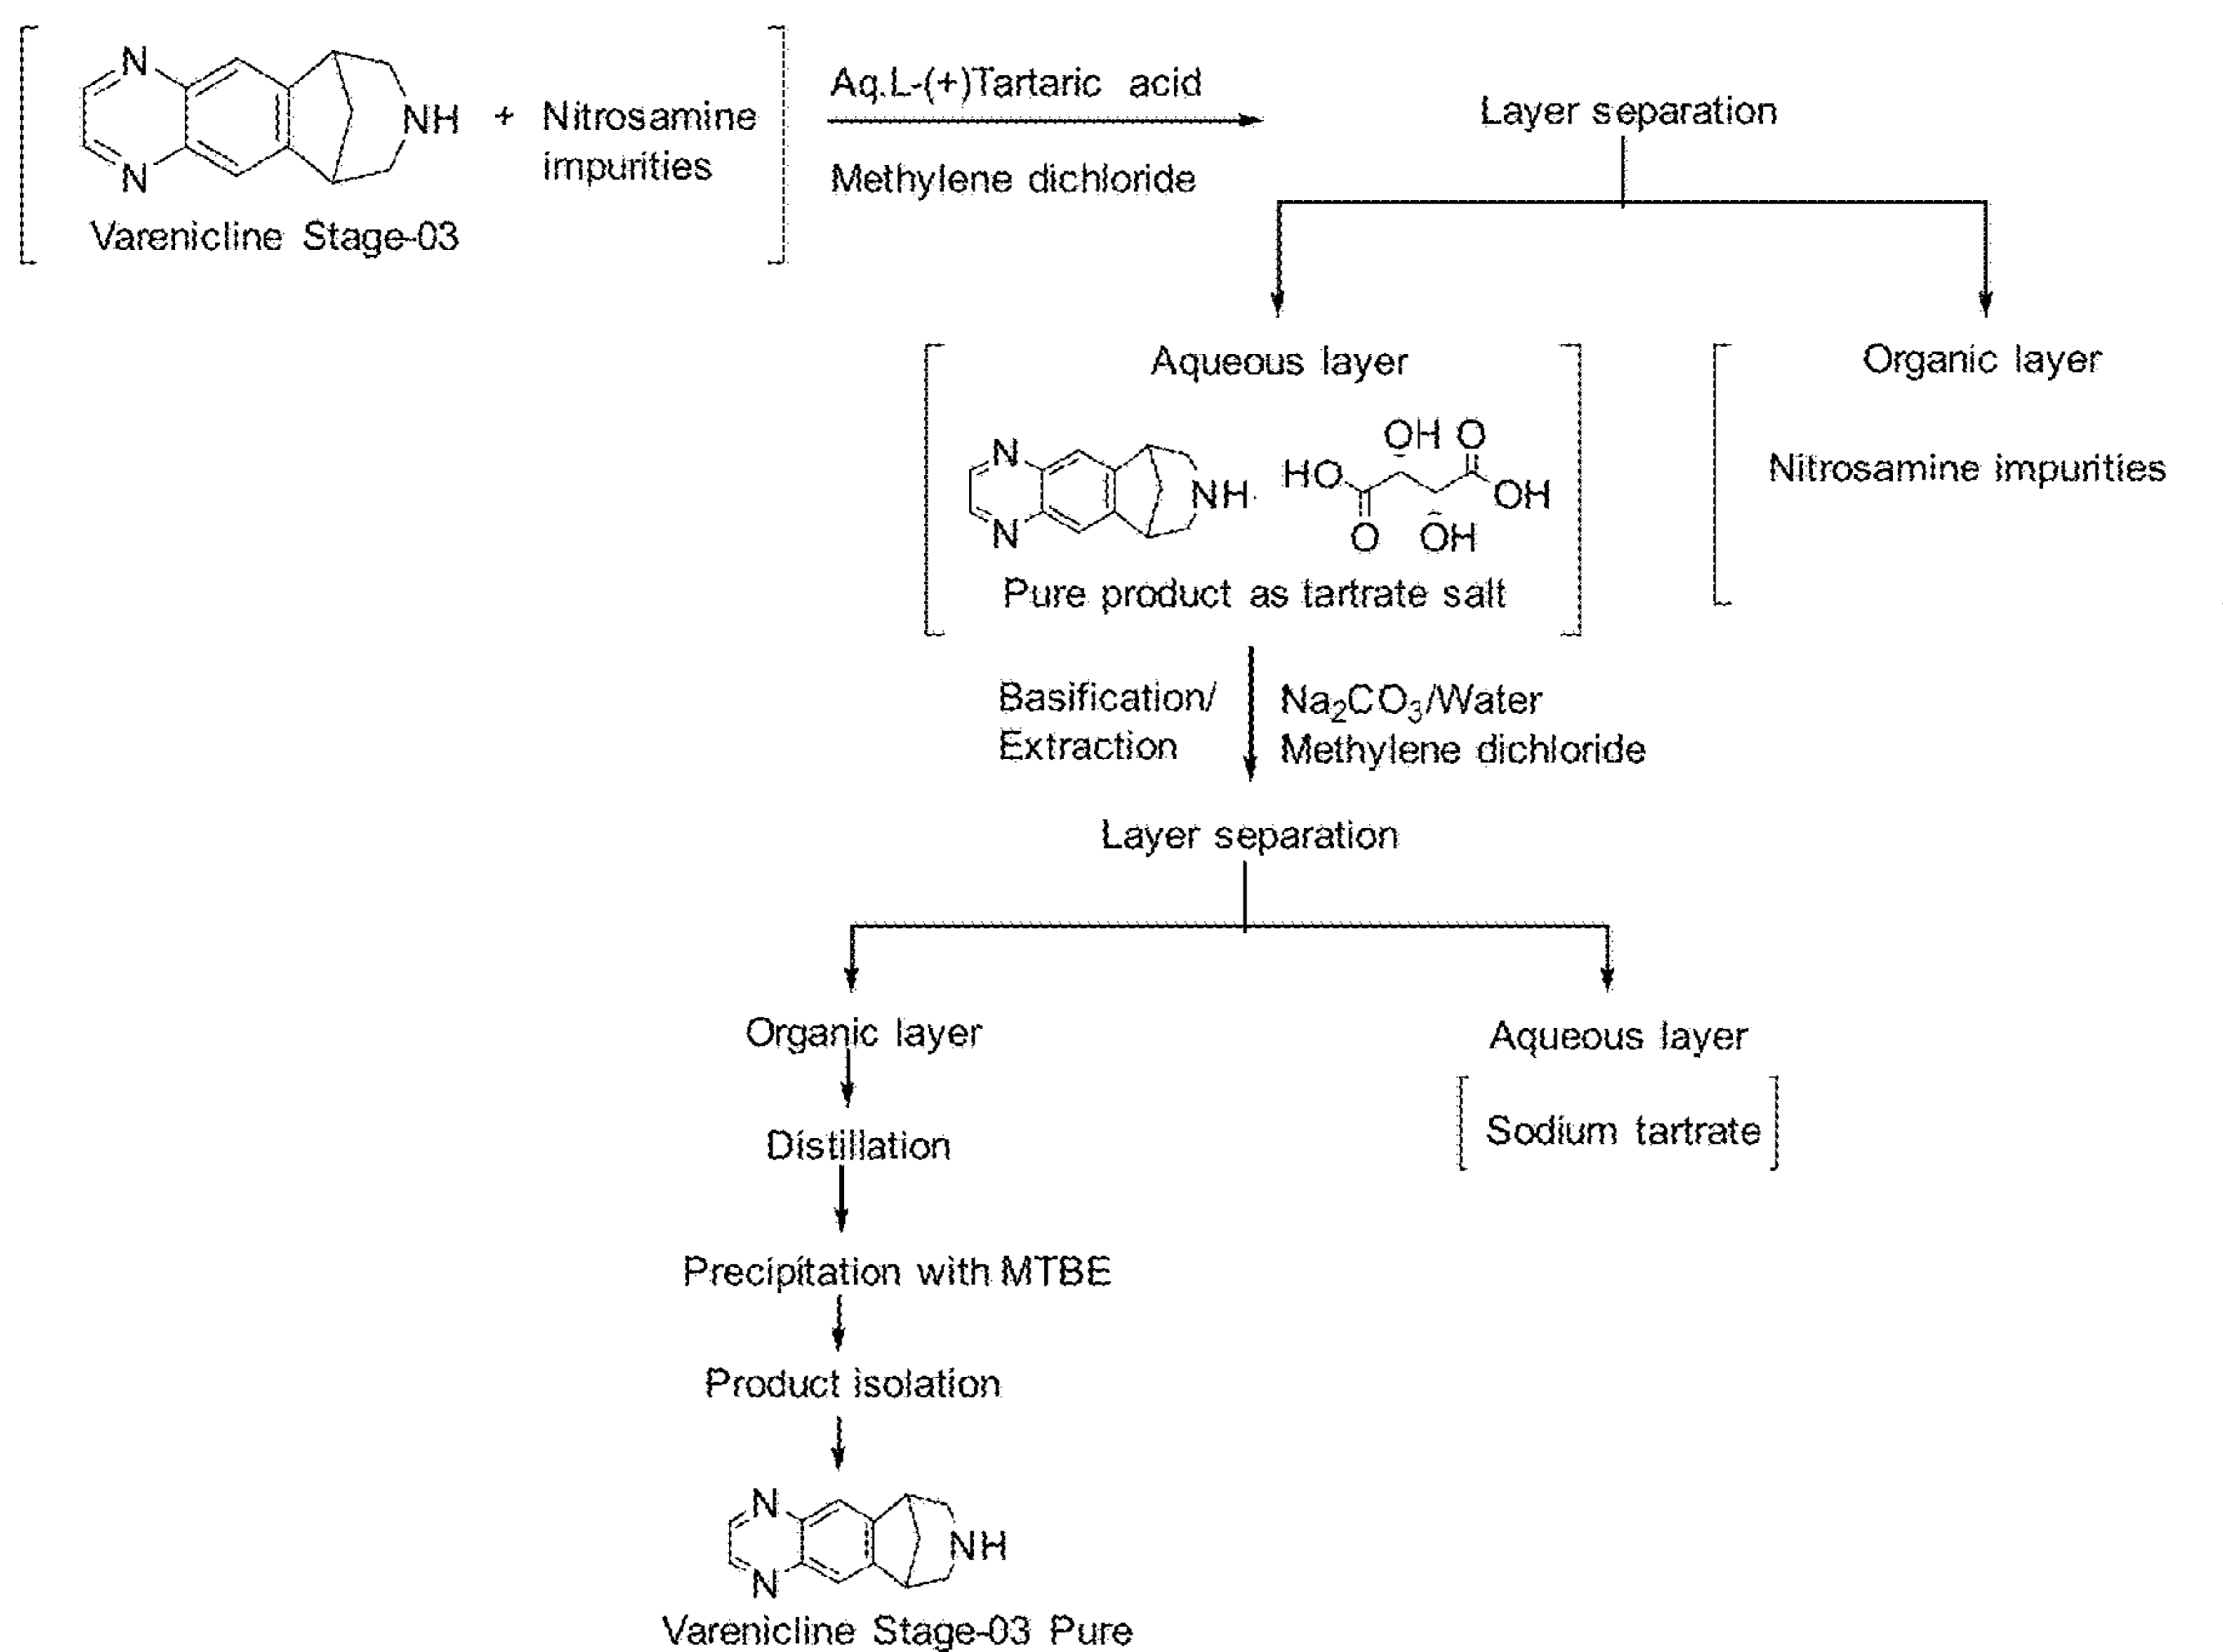 N
N
NH
+ Nitrosamine
impurities
Varenicline Stage-03
Aq.L-(+)Tartaric acid
Methylene dichloride
Layer separation
Aqueous layer
N
N
NH.
HO
OH O
O OH
OH
Pure product as tartrate salt
Organic layer
Nitrosamine impurities
Basification/
Extraction
Na₂CO₃/Water
Methylene dichloride
Layer separation
Organic layer
Aqueous layer
Sodium tartrate
Distillation
Precipitation with MTBE
Product isolation
N
N
NH
Varenicline Stage-03 Pure